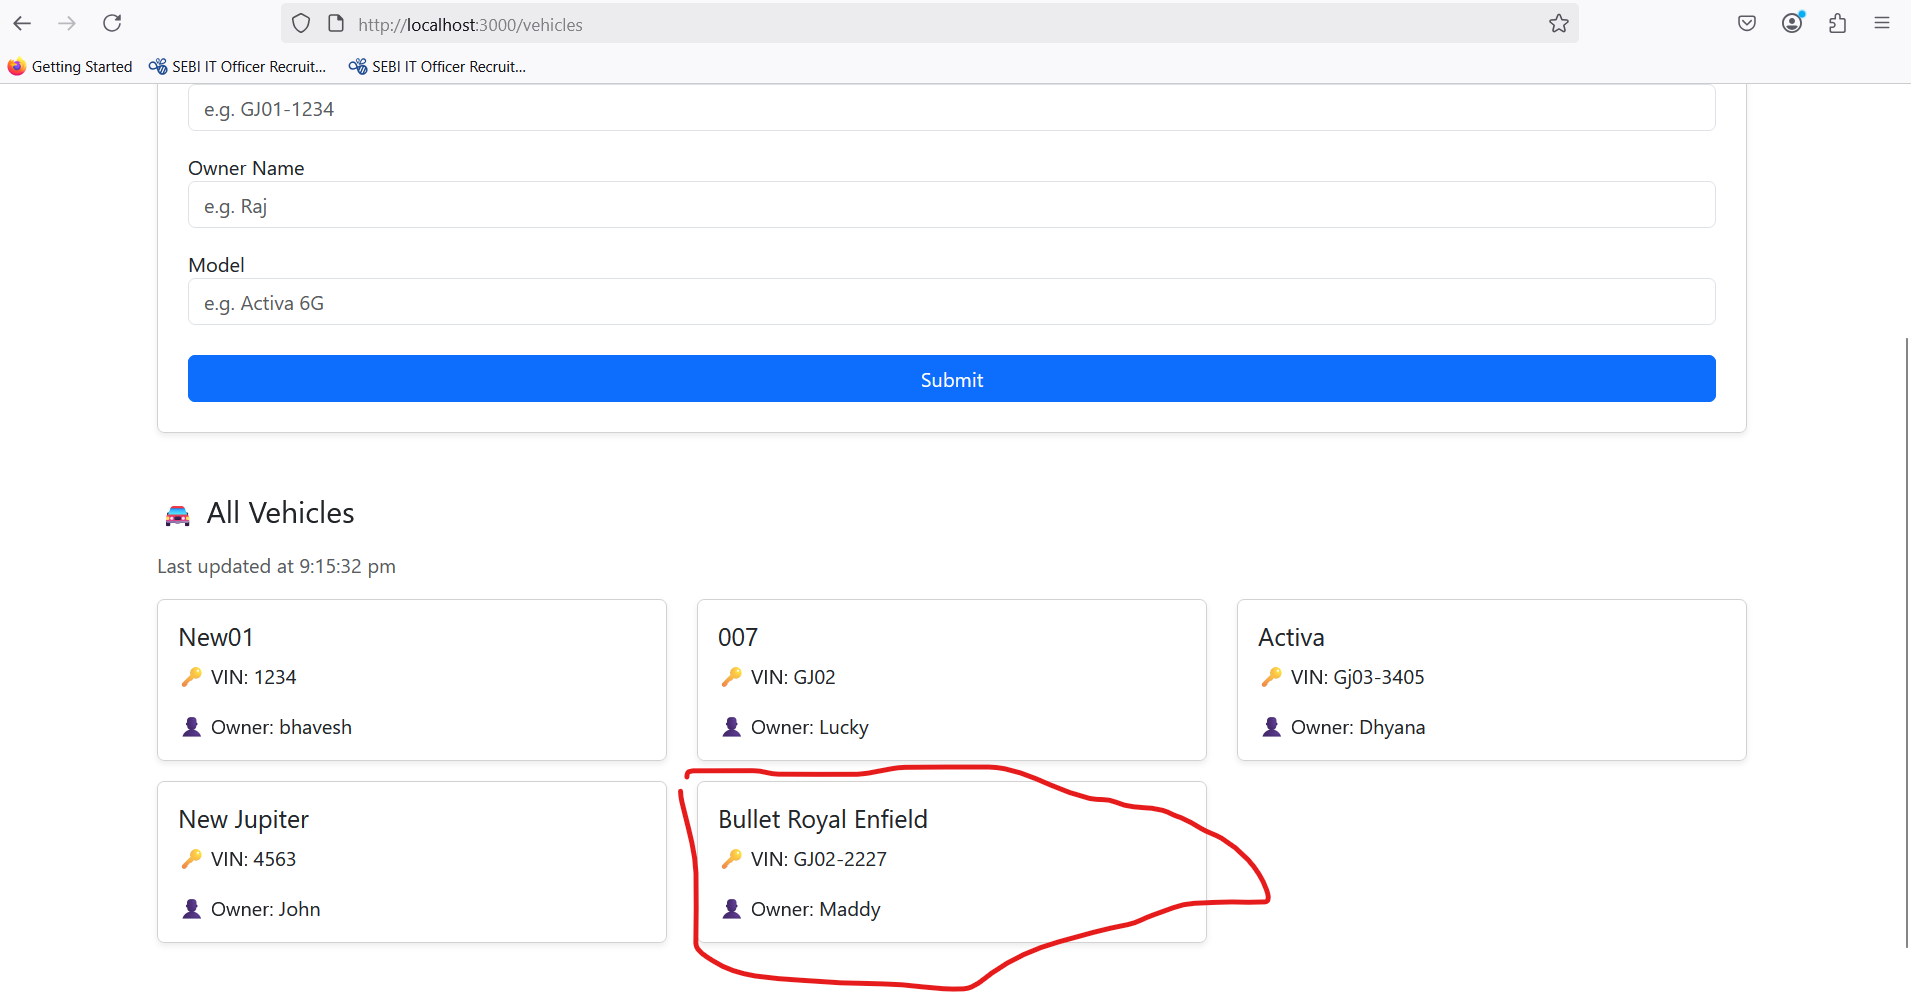 http://localhost:3000/vehicles
Getting Started
SEBI IT Officer Recruit...
SEBI IT Officer Recruit...
e.g. GJ01-1234
Owner Name
e.g. Raj
Model
e.g. Activa 6G
Submit
All Vehicles
Last updated at 9:15:32 pm
New01
VIN: 1234
Owner: bhavesh
007
VIN: GJ02
Owner: Lucky
Activa
VIN: Gj03-3405
Owner: Dhyana
New Jupiter
VIN: 4563
Owner: John
Bullet Royal Enfield
VIN: GJ02-2227
Owner: Maddy